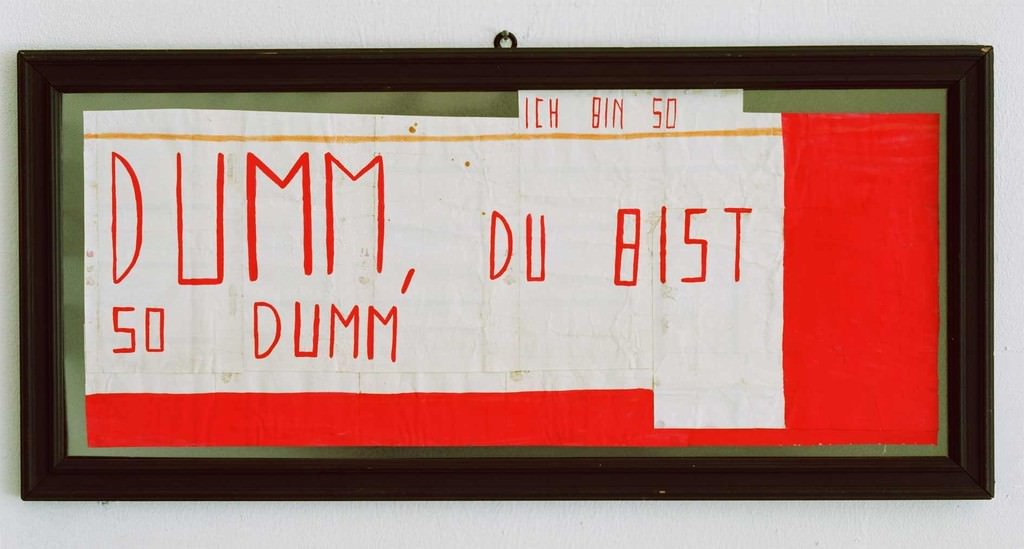 ICH BIN SO
DUMM, DU BIST
SO DUMM